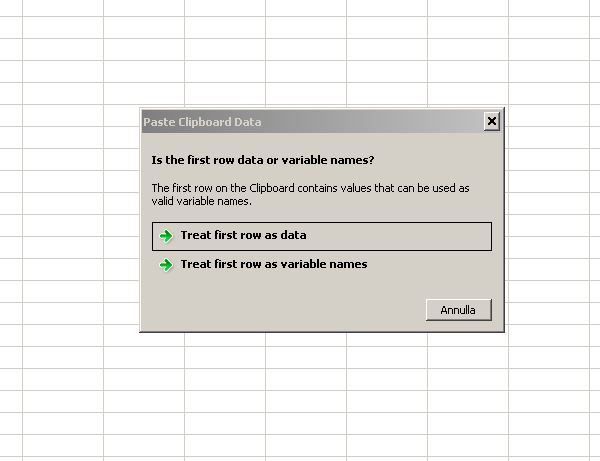 Paste Clipboard Data
Is the first row data or variable names?
The first row on the Clipboard contains values that can be used as
valid variable names.
Treat first row as data
Treat first row as variable names
Annulla